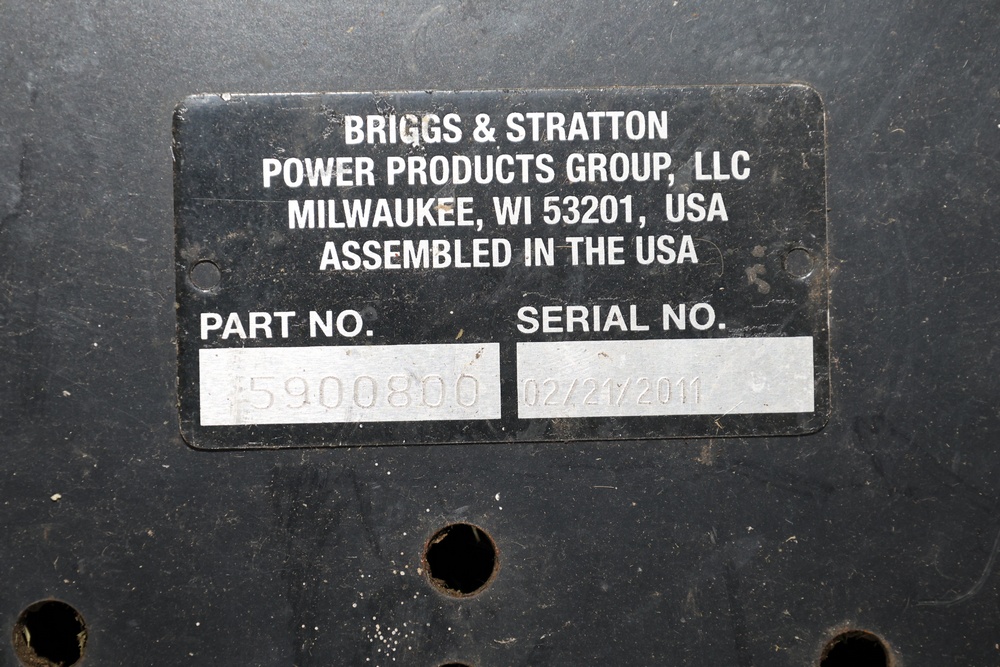 BRIGGS & STRATTON
POWER PRODUCTS GROUP, LLC
MILWAUKEE, WI 53201, USA
ASSEMBLED IN THE USA
PART NO. SERIAL NO.
5900800 02/21/2011